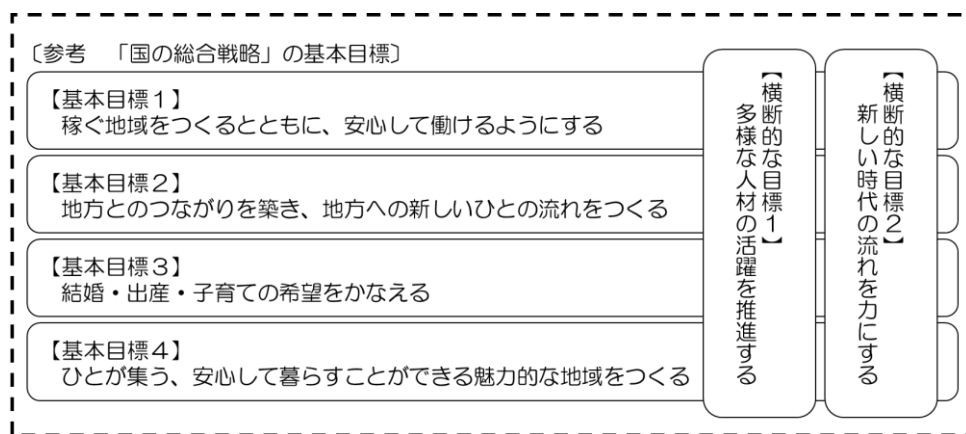 〔参考　「国の総合戦略」の基本目標〕
【基本目標１】
稼ぐ地域をつくるとともに、安心して働けるようにする
【基本目標２】
地方とのつながりを築き、地方への新しいひとの流れをつくる
【基本目標３】
結婚・出産・子育ての希望をかなえる
【基本目標４】
ひとが集う、安心して暮らすことができる魅力的な地域をつくる
【横断的な目標１】
多様な人材の活躍を推進する
【横断的な目標２】
新しい時代の流れを力にする